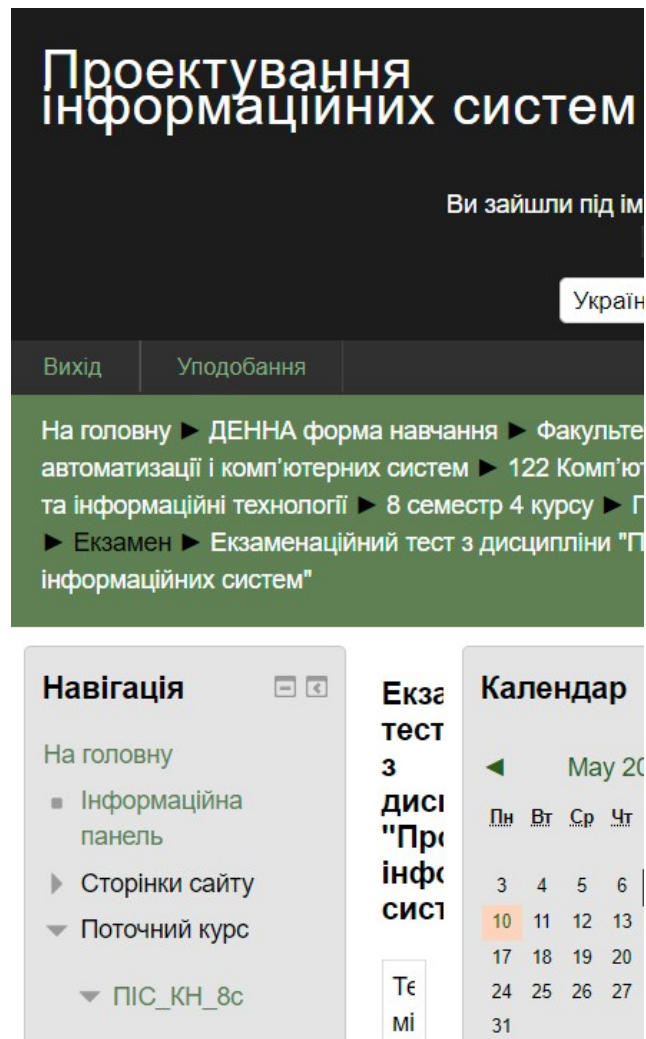 Проектування
інформаційних систем
Ви зайшли під ім
Україн
Вихід Уподобання
На головну ► ДЕННА форма навчання ► Факульте
автоматизації і комп'ютерних систем ► 122 Комп'ют
та інформаційні технології ► 8 семестр 4 курсу ► П
► Екзамен ► Екзаменаційний тест з дисципліни "П
інформаційних систем"
Навігація
На головну
Інформаційна
панель
Сторінки сайту
Поточний курс
ПІС_КН_8с
Екза
тест
з
дисц
"Про
інфо
сист
Те
мі
Календар
◄ May 20
Пн Вт Ср Чт
3 4 5 6
10 11 12 13
17 18 19 20
24 25 26 27
31